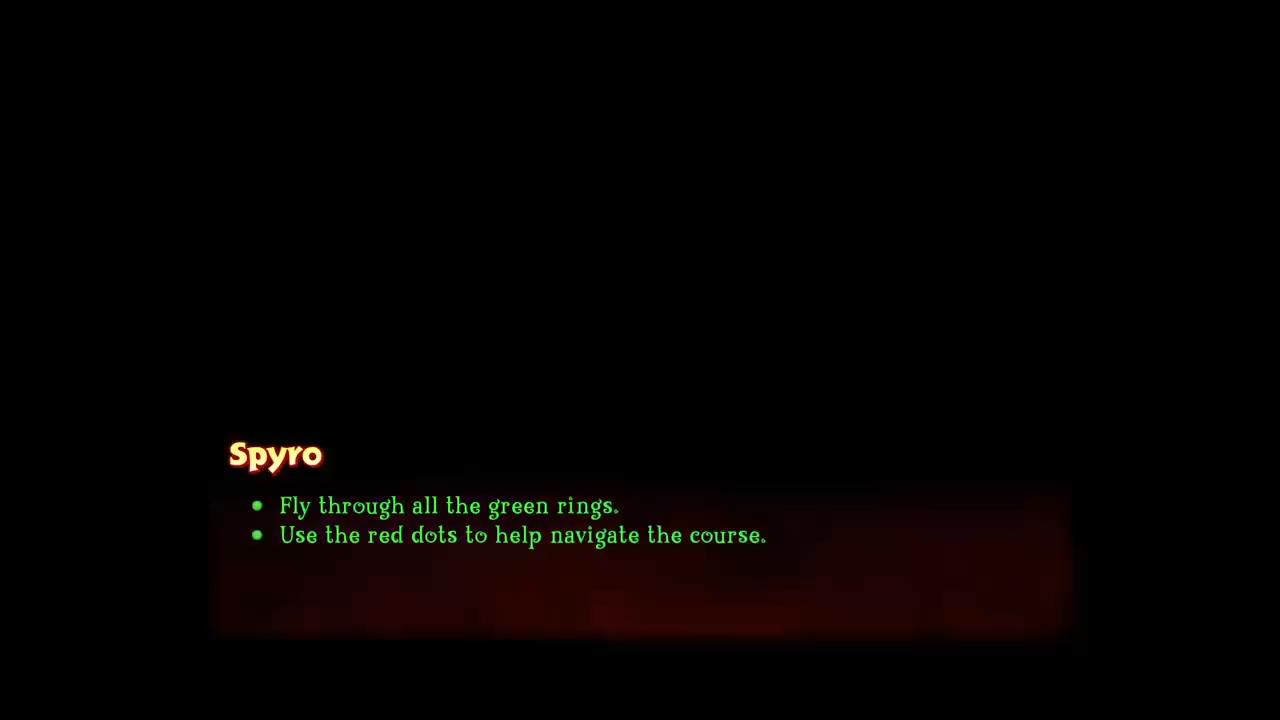 Spyro
Fly through all the green rings.
Use the red dots to help navigate the course.